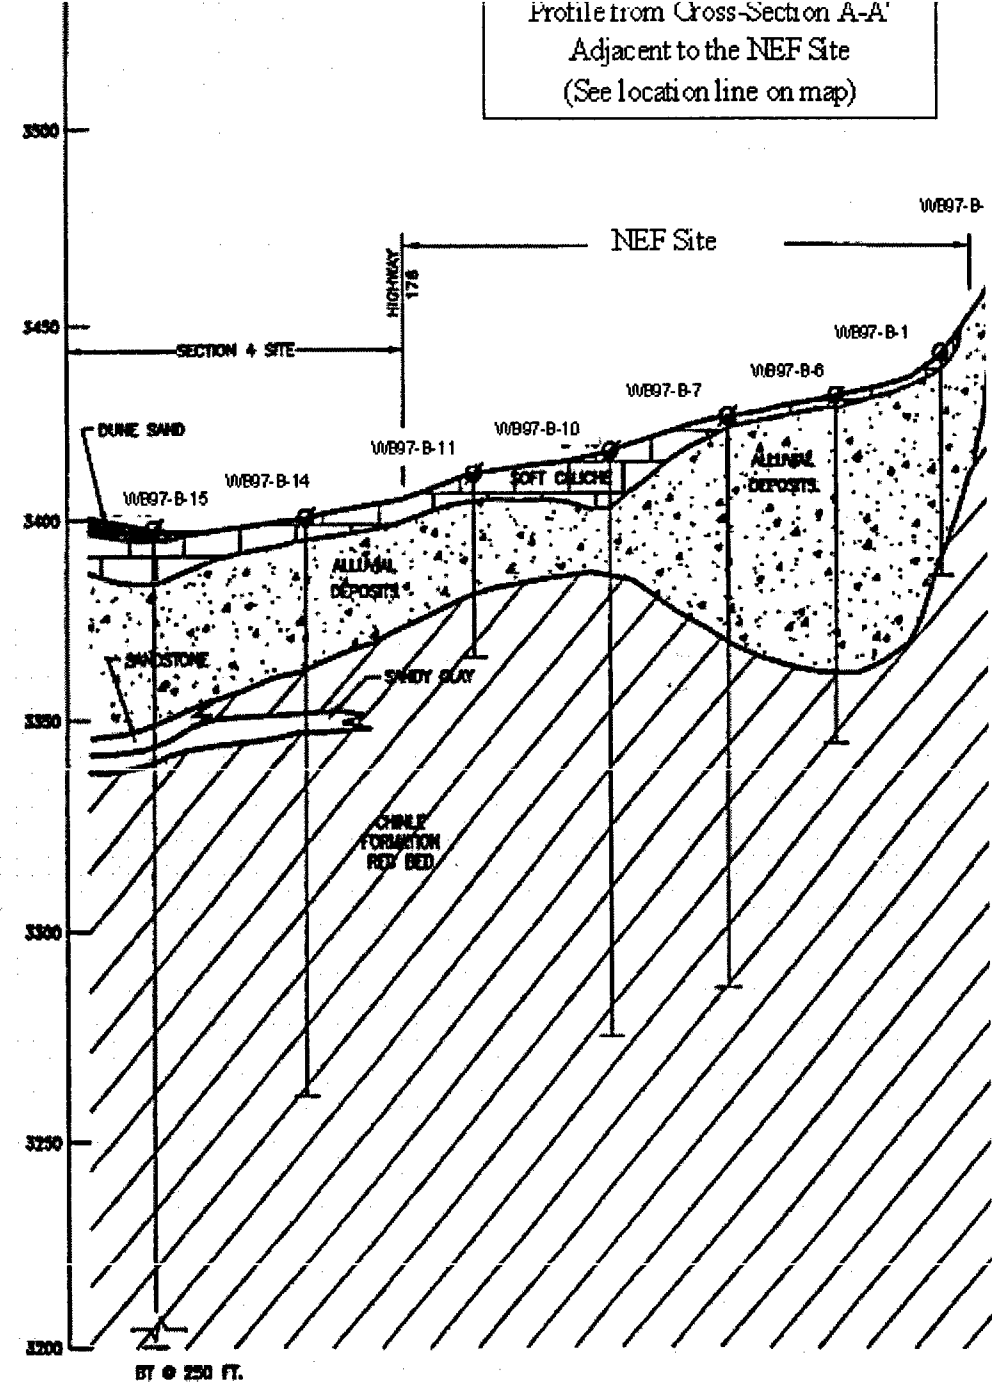 Profile from Cross-Section A-A'
Adjacent to the NEF Site
(See location line on map)
3500
WB97-B-
NEF Site
HIGHWAY
176
3450
WB97-B-1
SECTION 4 SITE
WB97-B-6
WB97-B-7
DUNE SAND
WB97-B-10
WB97-B-11
ALLUVIAL
DEPOSITS
SOFT CALICHE
WB97-B-14
WB97-B-15
3400
ALLUVIAL
DEPOSITS
SANDSTONE
SANDY CLAY
3350
CHINLE
FORMATION
RED BED
3300
3250
3200
BT @ 250 FT.